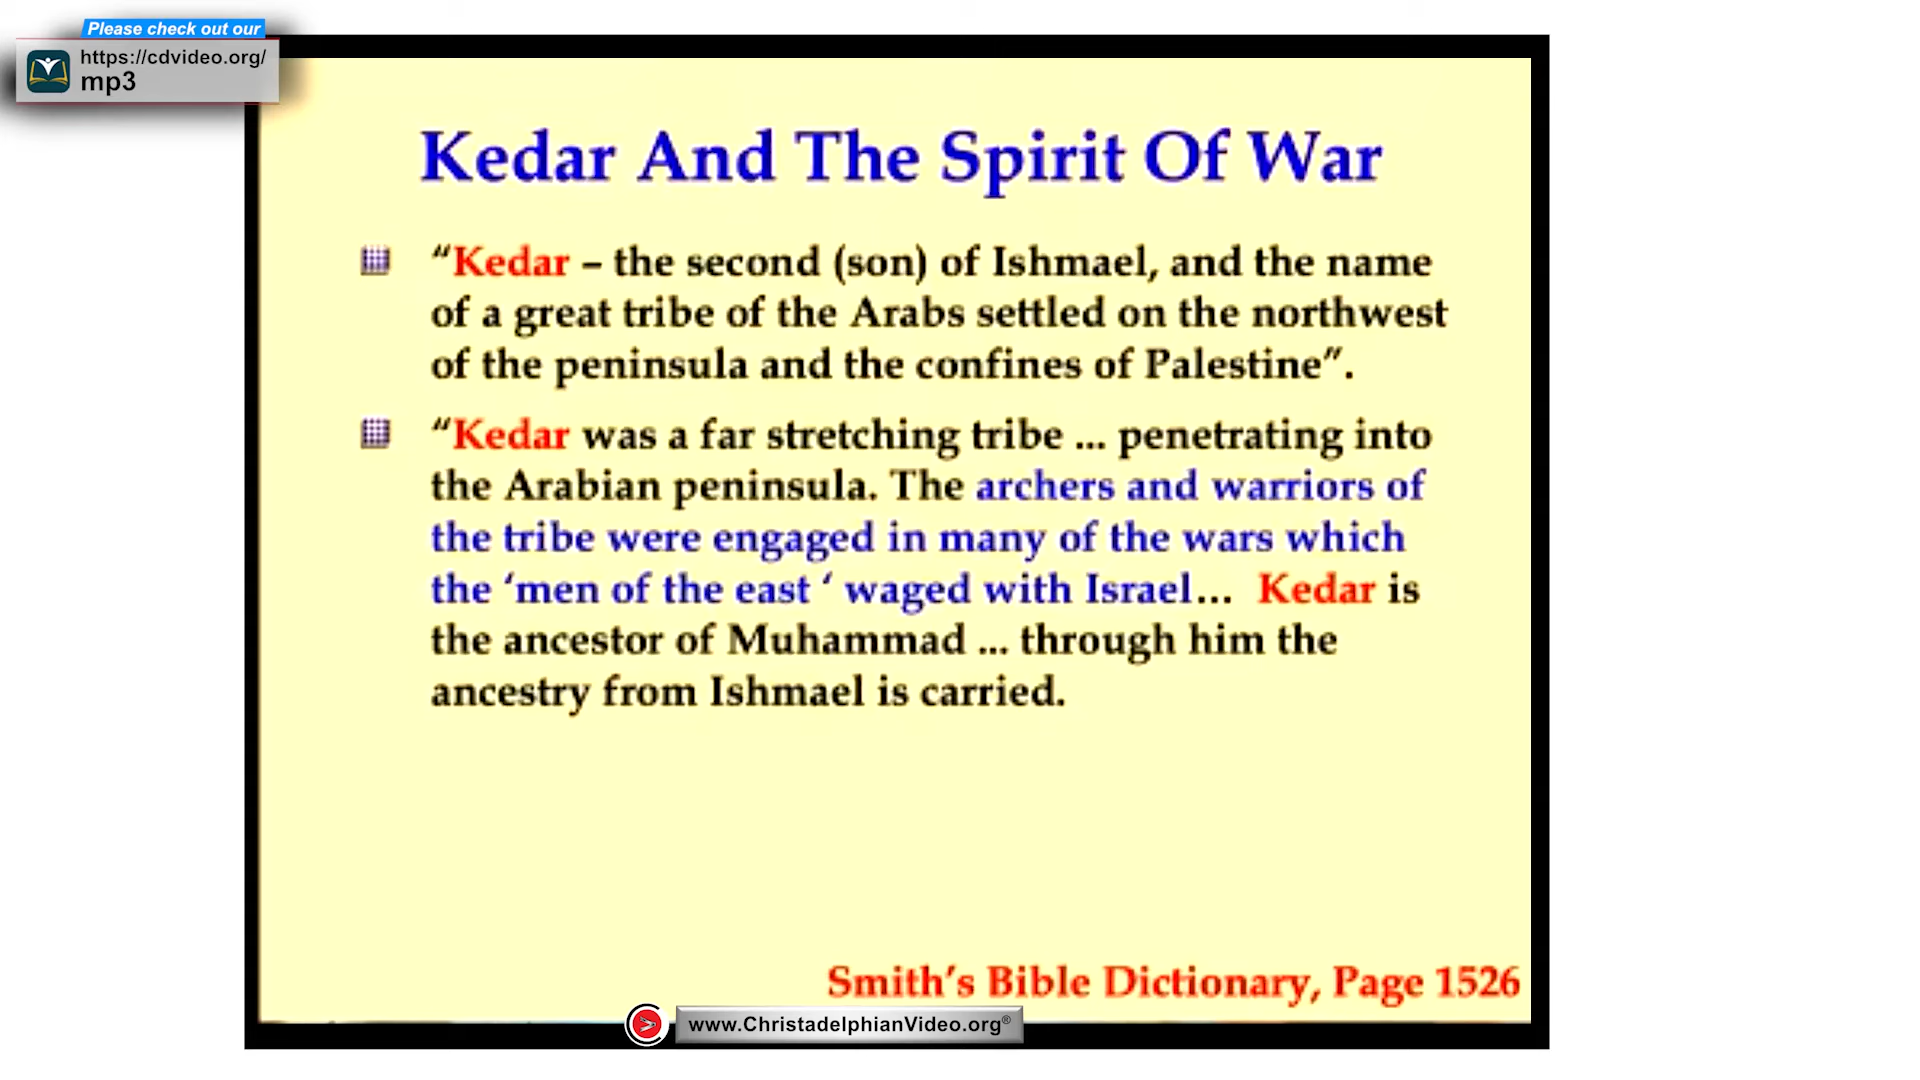 Please check out our
https://cdvideo.org/
mp3
Kedar And The Spirit Of War
“Kedar – the second (son) of Ishmael, and the name
of a great tribe of the Arabs settled on the northwest
of the peninsula and the confines of Palestine”.
“Kedar was a far stretching tribe ... penetrating into
the Arabian peninsula. The archers and warriors of
the tribe were engaged in many of the wars which
the ‘men of the east ‘ waged with Israel... Kedar is
the ancestor of Muhammad ... through him the
ancestry from Ishmael is carried.
Smith’s Bible Dictionary, Page 1526
www.ChristadelphianVideo.org®